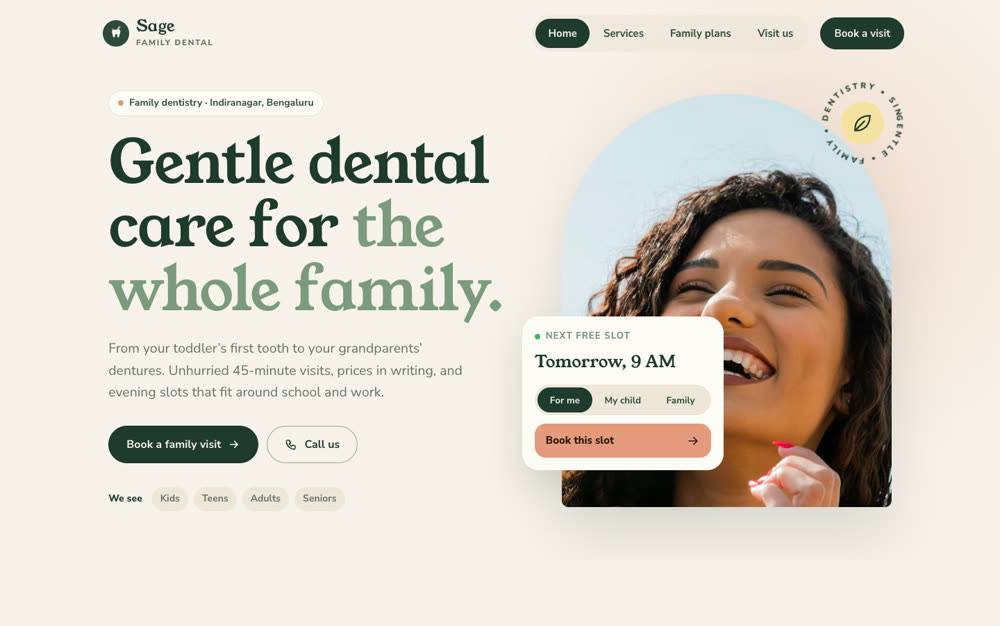 Sage
FAMILY DENTAL
Home
Services
Family plans
Visit us
Book a visit
Family dentistry · Indiranagar, Bengaluru
Gentle dental
care for the
whole family.
From your toddler’s first tooth to your grandparents’
dentures. Unhurried 45-minute visits, prices in writing, and
evening slots that fit around school and work.
Book a family visit →
Call us
We see
Kids
Teens
Adults
Seniors
GENTLE • FAMILY • DENTISTRY • SIN
NEXT FREE SLOT
Tomorrow, 9 AM
For me
My child
Family
Book this slot →